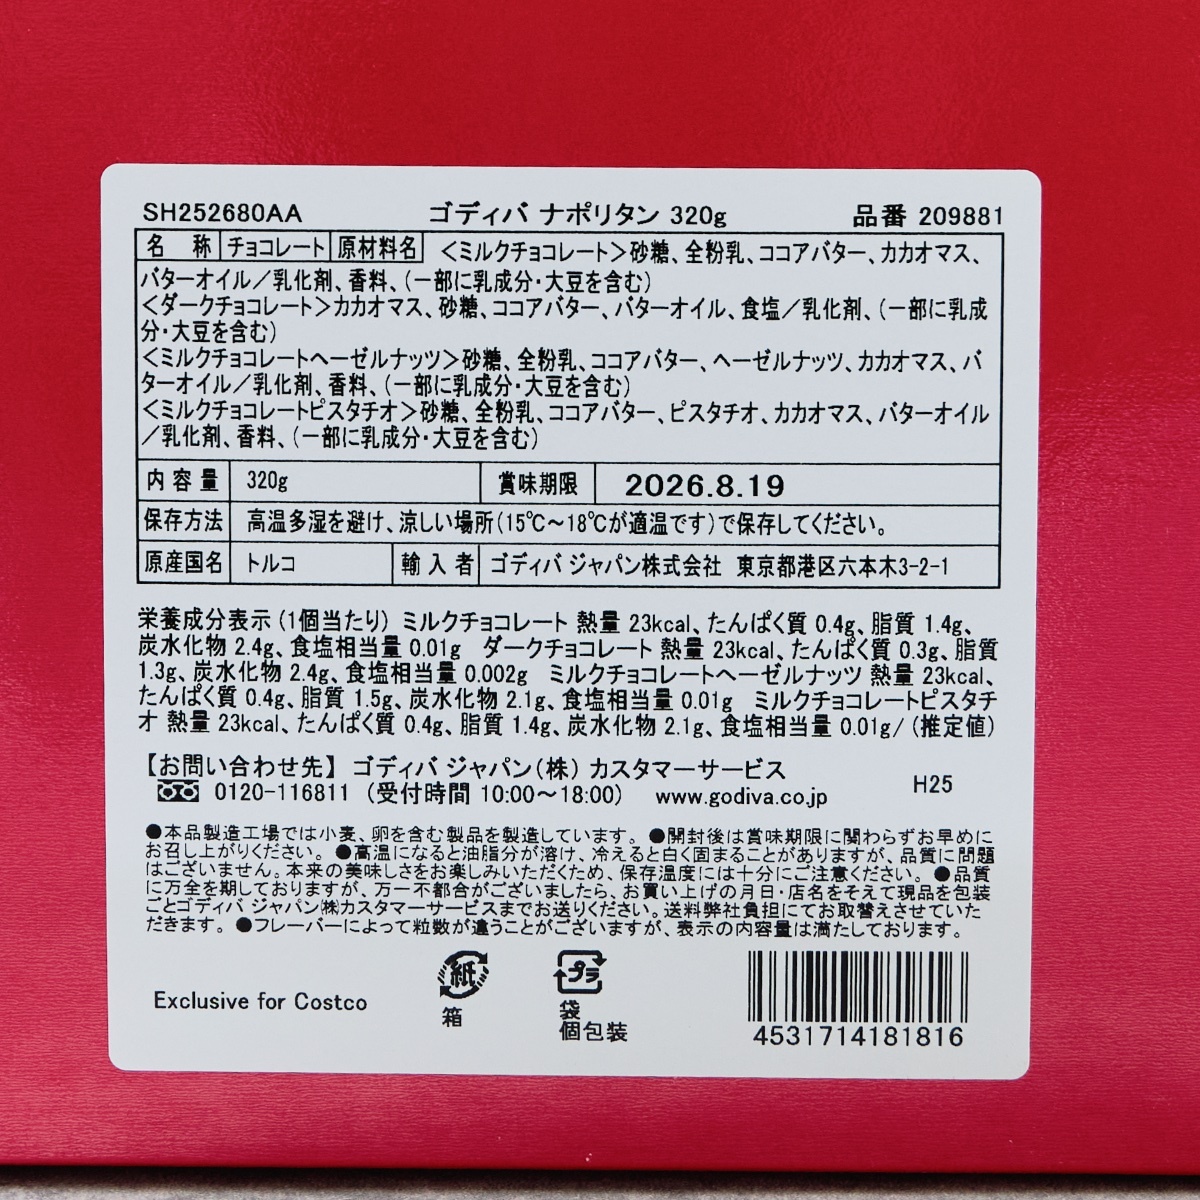 SH252680AA ゴディバ ナポリタン 320g 品番 209881
名 称 チョコレート 原材料名 <ミルクチョコレート>砂糖、全粉乳、ココアバター、カカオマス、
バターオイル/乳化剤、香料、(一部に乳成分・大豆を含む)
<ダークチョコレート>カカオマス、砂糖、ココアバター、バターオイル、食塩/乳化剤、(一部に乳成
分・大豆を含む)
<ミルクチョコレートヘーゼルナッツ>砂糖、全粉乳、ココアバター、ヘーゼルナッツ、カカオマス、バ
ターオイル/乳化剤、香料、(一部に乳成分・大豆を含む)
<ミルクチョコレートピスタチオ>砂糖、全粉乳、ココアバター、ピスタチオ、カカオマス、バターオイル
/乳化剤、香料、(一部に乳成分・大豆を含む)
内容量 320g 賞味期限 2026.8.19
保存方法 高温多湿を避け、涼しい場所(15℃~18℃が適温です)で保存してください。
原産国名 トルコ 輸入者 ゴディバ ジャパン株式会社 東京都港区六本木3-2-1
栄養成分表示(1個当たり) ミルクチョコレート 熱量 23kcal、たんぱく質 0.4g、脂質 1.4g、
炭水化物 2.4g、食塩相当量 0.01g ダークチョコレート 熱量 23kcal、たんぱく質 0.3g、脂質
1.3g、炭水化物 2.4g、食塩相当量 0.002g ミルクチョコレートヘーゼルナッツ 熱量 23kcal、
たんぱく質 0.4g、脂質 1.5g、炭水化物 2.1g、食塩相当量 0.01g ミルクチョコレートピスタチ
オ 熱量 23kcal、たんぱく質 0.4g、脂質 1.4g、炭水化物 2.1g、食塩相当量 0.01g/(推定値)
【お問い合わせ先】ゴディバ ジャパン(株) カスタマーサービス
0120-116811 (受付時間 10:00~18:00) www.godiva.co.jp H25
●本品製造工場では小麦、卵を含む製品を製造しています。●開封後は賞味期限に関わらずお早めに
お召し上がりください。●高温になると油脂分が溶け、冷えると白く固まることがありますが、品質に問題
はございません。本来の美味しさをお楽しみいただくため、保存温度には十分にご注意ください。●品質
に万全を期しておりますが、万一不都合がございましたら、お買い上げの月日・店名をそえて現品を包装
ごとゴディバ ジャパン㈱カスタマーサービスまでお送りください。送料弊社負担にてお取替えさせていた
だきます。●フレーバーによって粒数が違うことがございますが、表示の内容量は満たしております。
Exclusive for Costco
紙
箱
プラ
袋
個包装
4531714181816